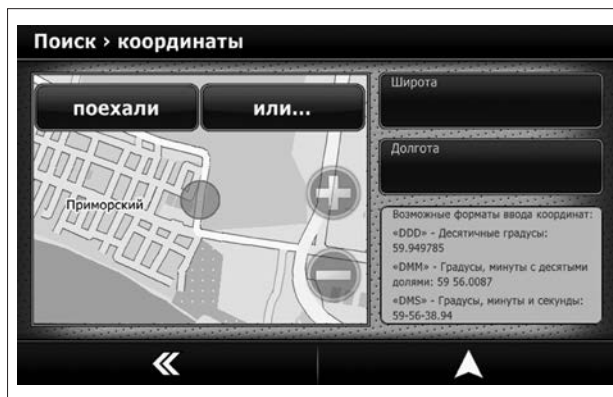 Поиск › координаты
поехали
или...
Приморский
Широта
Долгота
Возможные форматы ввода координат:
«DDD» - Десятичные градусы:
59.949785
«DMM» - Градусы, минуты с десятыми
долями: 59 56.0087
«DMS» - Градусы, минуты и секунды:
59-56-38.94